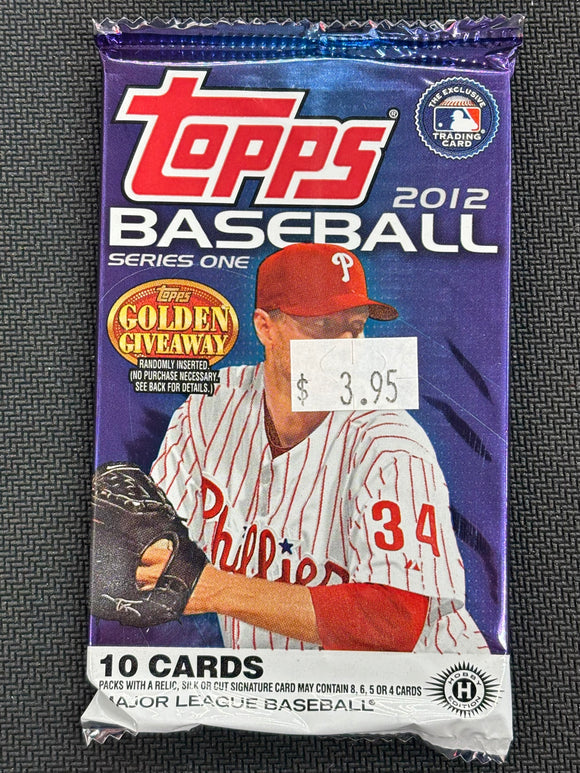 TOPPS®
THE EXCLUSIVE
TRADING
CARD
2012
BASEBALL
SERIES ONE
TOPPS
GOLDEN
GIVEAWAY
RANDOMLY INSERTED.
(NO PURCHASE NECESSARY.
SEE BACK FOR DETAILS.)
P
$ 3.95
34
Phillies
10 CARDS
PACKS WITH A RELIC, SILK OR CUT SIGNATURE CARD MAY CONTAIN 8, 6, 5 OR 4 CARDS
MAJOR LEAGUE BASEBALL®
HOBBY
H
EDITION